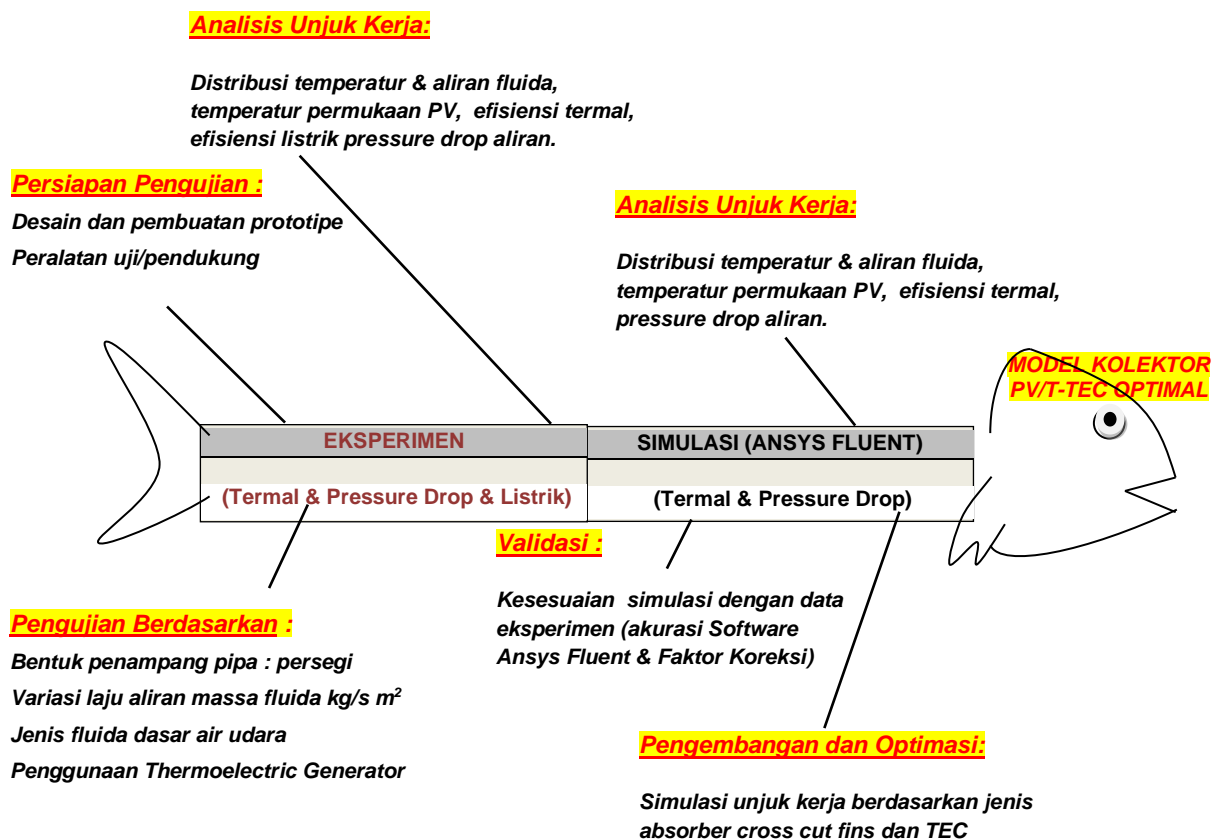 Analisis Unjuk Kerja:
Distribusi temperatur & aliran fluida,
temperatur permukaan PV, efisiensi termal,
efisiensi listrik pressure drop aliran.
Persiapan Pengujian :
Desain dan pembuatan prototipe
Peralatan uji/pendukung
Analisis Unjuk Kerja:
Distribusi temperatur & aliran fluida,
temperatur permukaan PV, efisiensi termal,
pressure drop aliran.
MODEL KOLEKTOR
PV/T-TEC OPTIMAL
EKSPERIMEN
(Termal & Pressure Drop & Listrik)
SIMULASI (ANSYS FLUENT)
(Termal & Pressure Drop)
Validasi :
Kesesuaian simulasi dengan data
eksperimen (akurasi Software
Ansys Fluent & Faktor Koreksi)
Pengujian Berdasarkan :
Bentuk penampang pipa : persegi
Variasi laju aliran massa fluida kg/s m²
Jenis fluida dasar air udara
Penggunaan Thermoelectric Generator
Pengembangan dan Optimasi:
Simulasi unjuk kerja berdasarkan jenis
absorber cross cut fins dan TEC